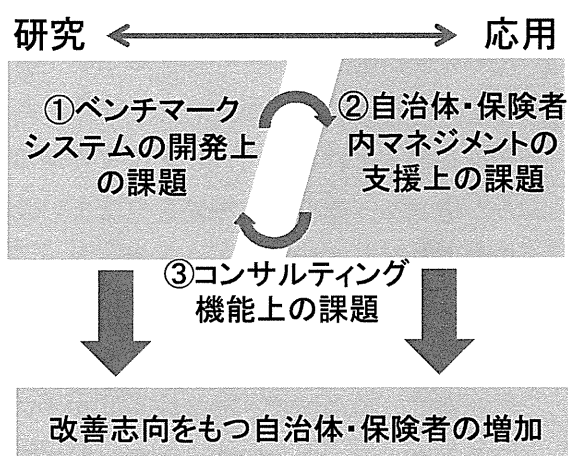 研究 応用
①ベンチマーク
システムの開発上
の課題
②自治体・保険者
内マネジメントの
支援上の課題
③コンサルティング
機能上の課題
改善志向をもつ自治体・保険者の増加